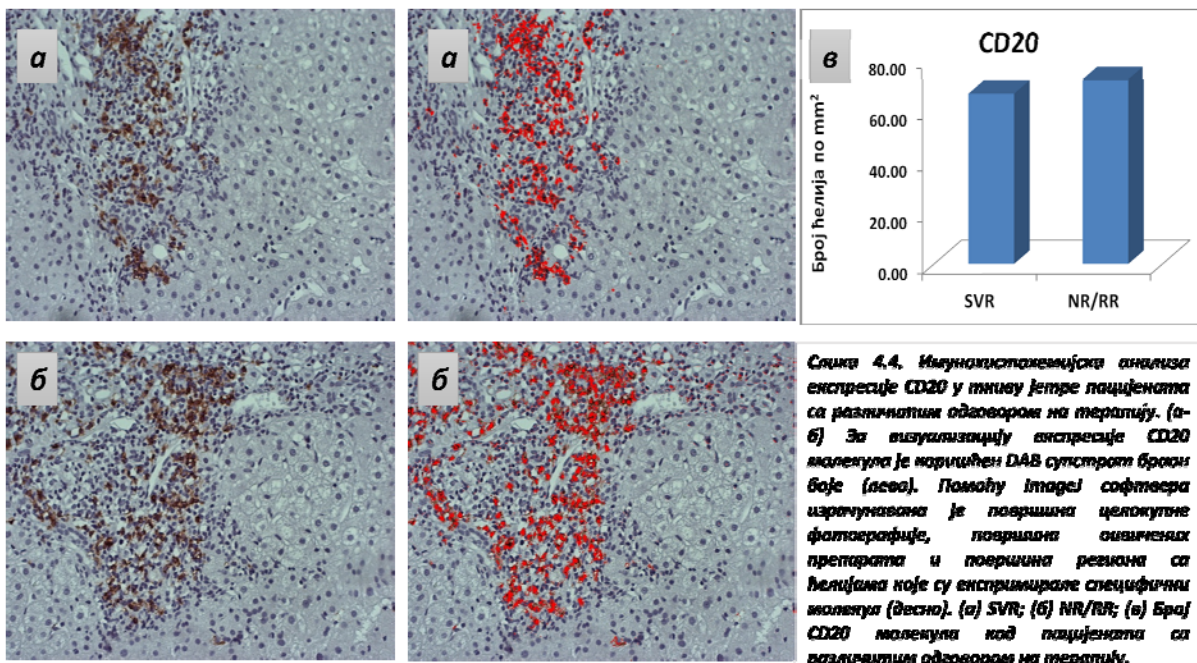 а
а
в
CD20
Број ћелија по mm²
80.00
60.00
40.00
20.00
0.00
SVR
NR/RR
б
б
Слика 4.4. Имунохистохемијска анализа
експресије CD20 у ткиву јетре пацијената
са различитим одговором на терапију. (а-
б) За визуализацију експресије CD20
молекула је коришћен DAB супстрат браон
боје (лево). Помоћу ImageJ софтвера
израчунавана је површина целокупне
фотографије, површина оивичених
препарата и површина региона са
ћелијама које су експримирале специфични
молекул (десно). (а) SVR; (б) NR/RR; (в) Број
CD20 молекула код пацијената са
различитим одговором на терапију.